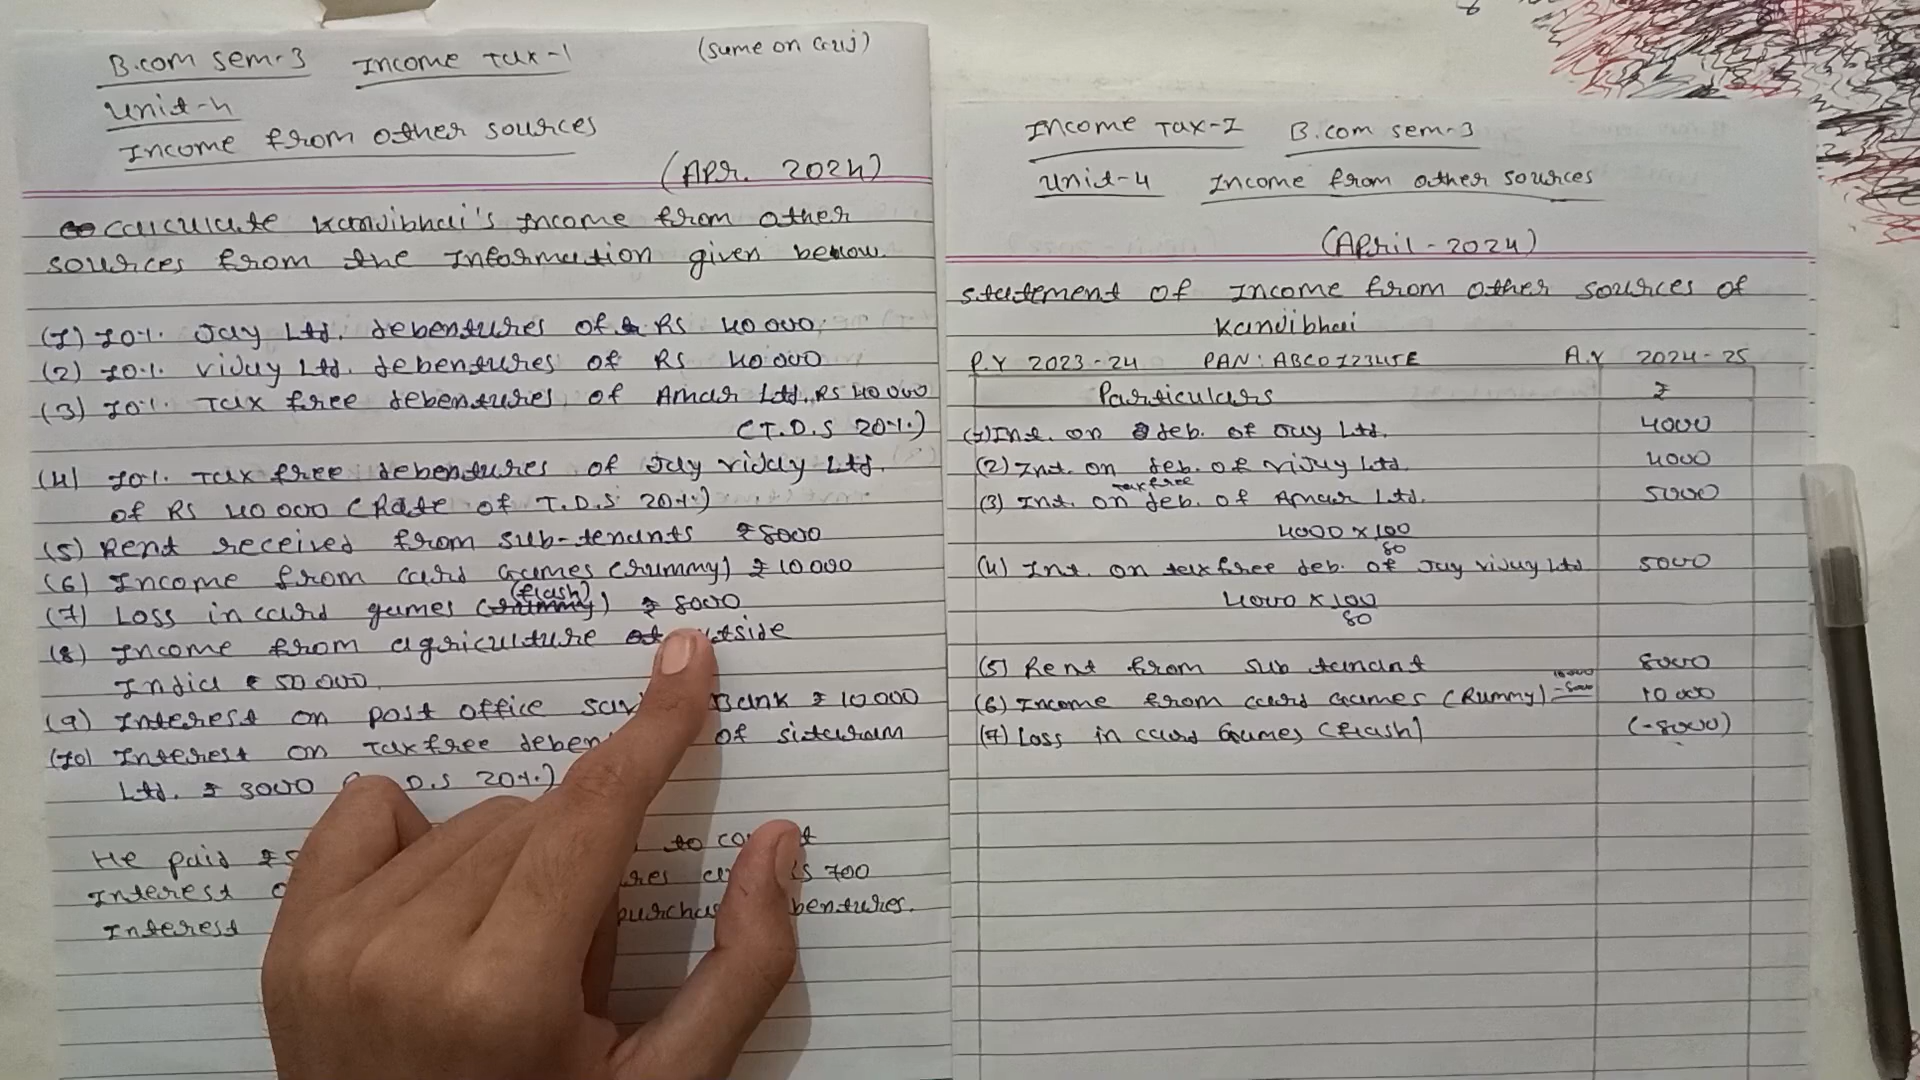 B.com sem-3 Income Tax-1 (sume on Guj)
Unit-4
Income from other sources
(Apr. 2024)
Calculate Kanjibhai's Income from other
sources from the Information given below.
(1) 10%. Jay Ltd. debentures of Rs 40000.
(2) 10%. Vijay Ltd. debentures of Rs 40000
(3) 10%. Tax free debentures of Amar Ltd. Rs 40000
(T.D.S 20%.)
(4) 10%. Tax free debentures of Jay Vijay Ltd.
of Rs 40000 (Rate of T.D.S 20%.)
(5) Rent received from sub-tenants ₹8000
(6) Income from card Games (rummy) ₹10000
(7) Loss in card games (flash) ₹ 8000
(8) Income from agriculture
India ₹50000
(9) Interest on post office Bank ₹10000
(10) Interest on Tax free of sitaram
Ltd. ₹ 3000 D.S 20%.)
He paid ₹ to
Interest 700
Interest
Income Tax-I B.com sem-3
Unit-4 Income from other sources
(April-2024)
Statement of Income from other sources of
Kanjibhai
P.Y 2023-24 PAN: ABCD1234SE A.Y 2024-25
Particulars ₹
(1) Int. on deb. of Jay Ltd. 4000
(2) Int. on deb. of Vijay Ltd. 4000
(3) Int. on tax free deb. of Amar Ltd. 5000
4000 x 100
80
(4) Int. on tax free deb. of Jay Vijay Ltd 5000
4000 x 100
80
(5) Rent from sub tanant 8000
(6) Income from card Games (Rummy) 10000
(7) Loss in card Games (flash) (-8000)